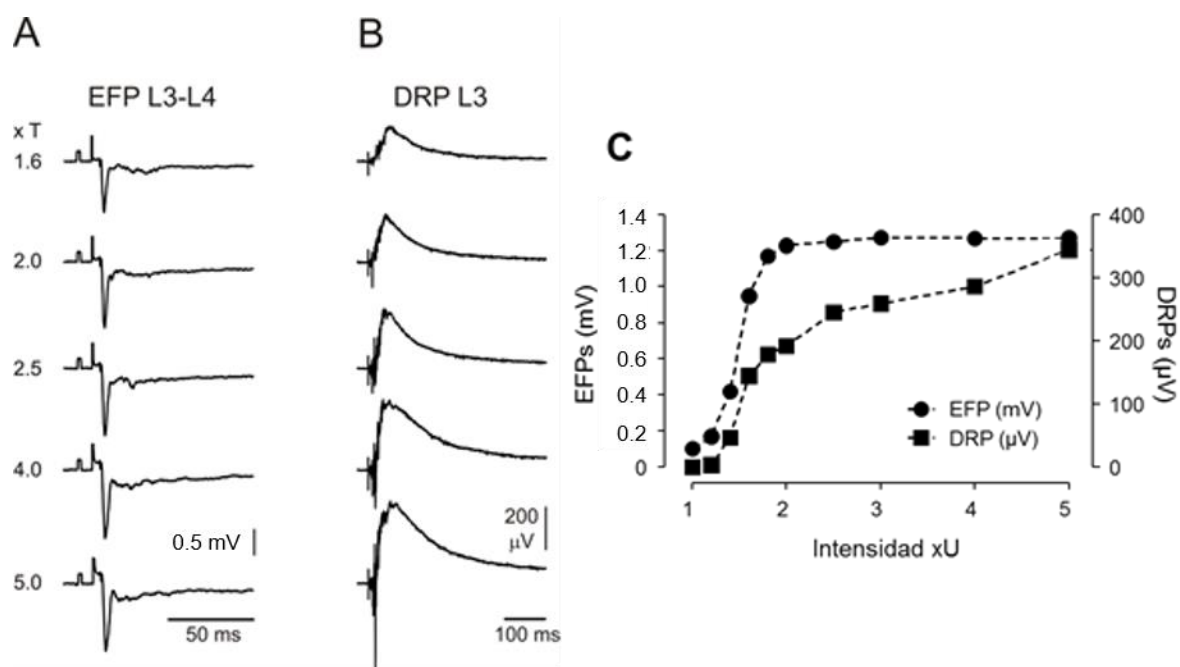 A
EFP L3-L4
x T
1.6
2.0
2.5
4.0
0.5 mV
5.0
50 ms
B
DRP L3
200
μV
100 ms
C
1.4
1.2
1.0
0.8
0.6
0.4
0.2
0
EFPs (mV)
400
300
200
100
0
DRPs (μV)
EFP (mV)
DRP (μV)
1
2
3
4
5
Intensidad xU